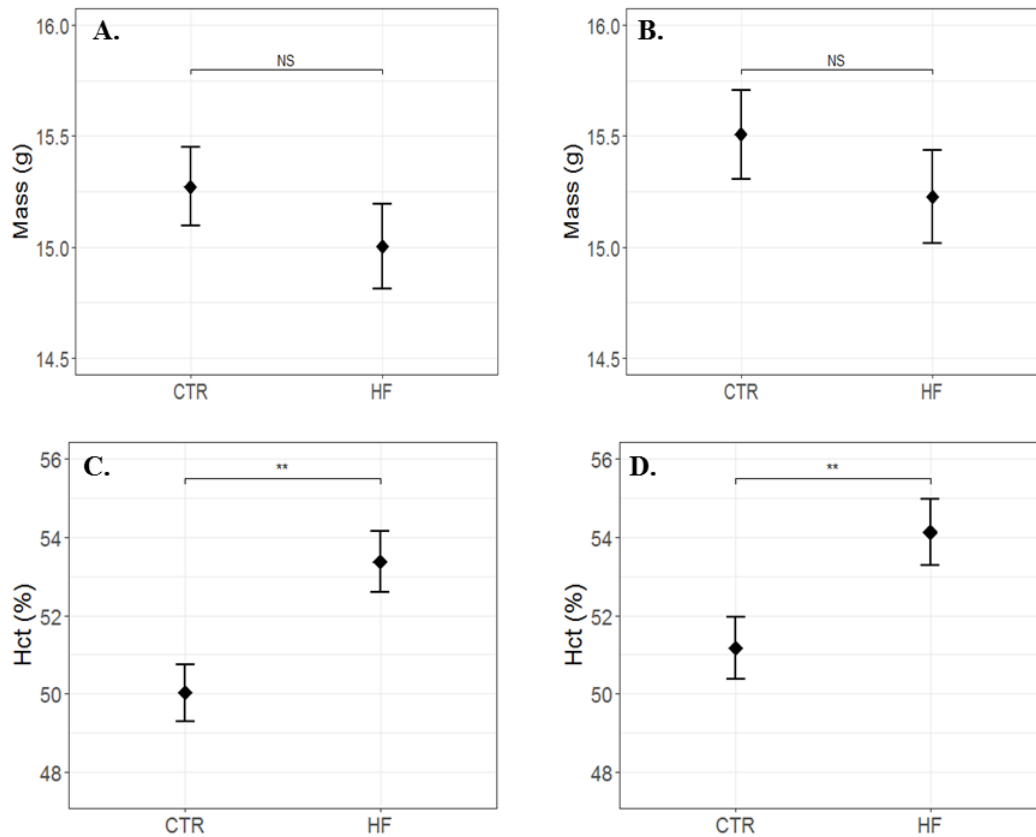 A.
NS
16.0
15.5
15.0
14.5
Mass (g)
CTR HF
B.
NS
16.0
15.5
15.0
14.5
Mass (g)
CTR HF
C.
**
56
54
52
50
48
Hct (%)
CTR HF
D.
**
56
54
52
50
48
Hct (%)
CTR HF